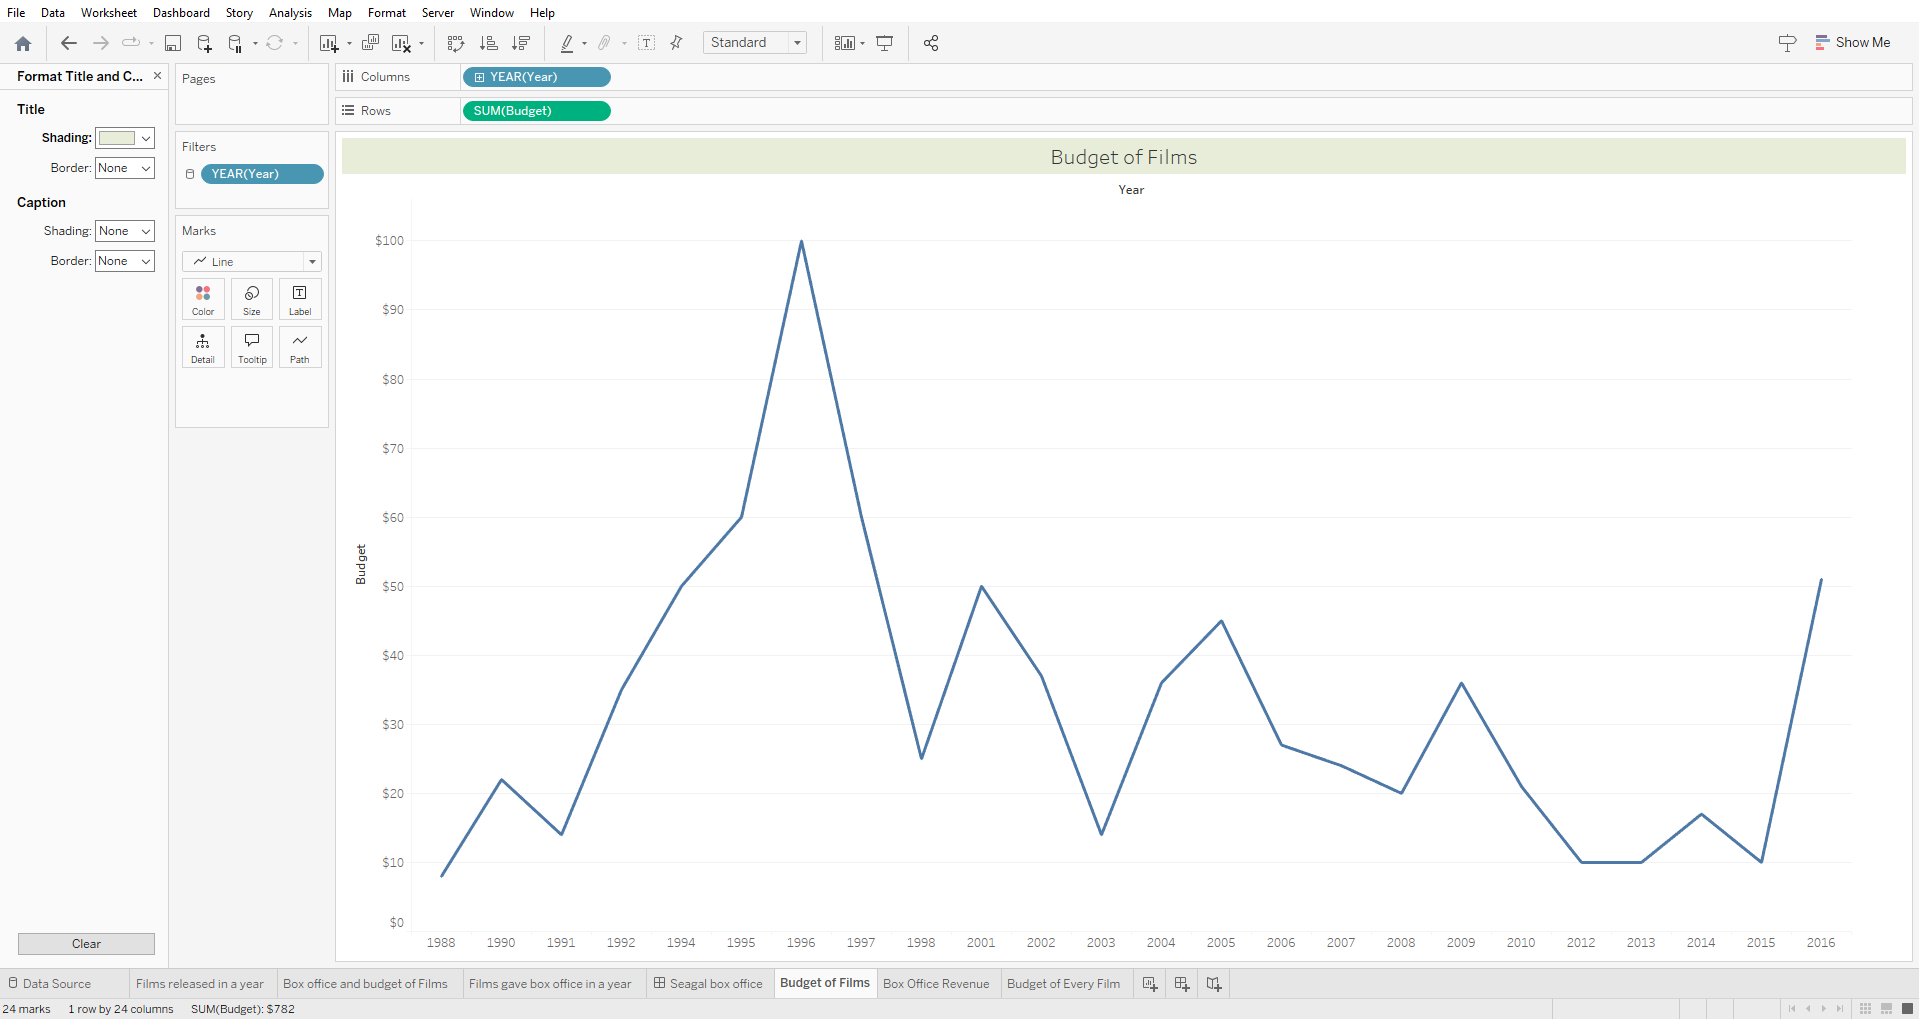 File Data Worksheet Dashboard Story Analysis Map Format Server Window Help
Standard Show Me
Format Title and C...
Title
Shading:
Border: None
Caption
Shading: None
Border: None
Clear
Pages
Filters
YEAR(Year)
Marks
Line
Color Size Label
Detail Tooltip Path
Columns YEAR(Year)
Rows SUM(Budget)
Budget of Films
Year
Budget
$100
$90
$80
$70
$60
$50
$40
$30
$20
$10
$0
1988 1990 1991 1992 1994 1995 1996 1997 1998 2001 2002 2003 2004 2005 2006 2007 2008 2009 2010 2012 2013 2014 2015 2016
Data Source Films released in a year Box office and budget of Films Films gave box office in a year Seagal box office Budget of Films Box Office Revenue Budget of Every Film
24 marks 1 row by 24 columns SUM(Budget): $782